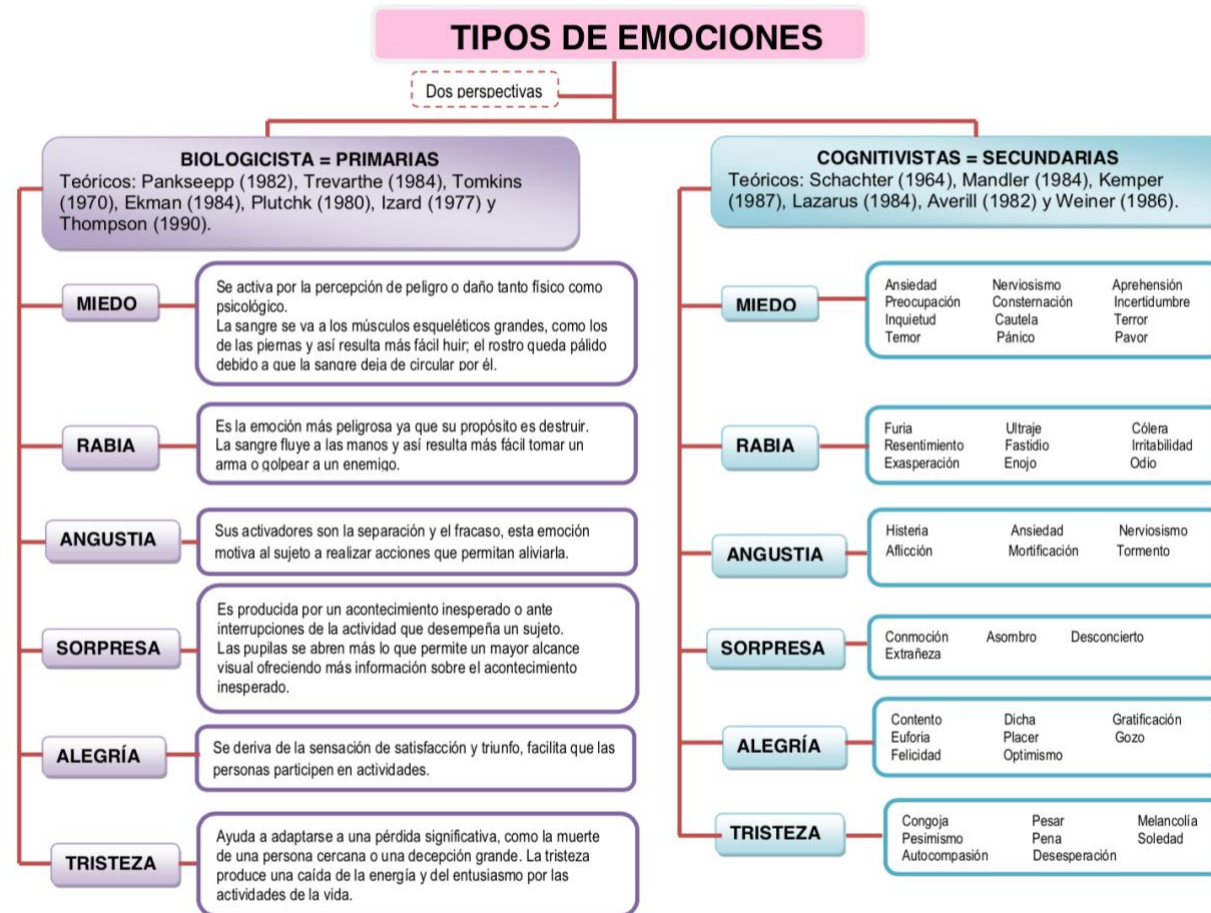 TIPOS DE EMOCIONES
Dos perspectivas
BIOLOGICISTA = PRIMARIAS
Teóricos: Pankseepp (1982), Trevarthe (1984), Tomkins
(1970), Ekman (1984), Plutchk (1980), Izard (1977) y
Thompson (1990).
MIEDO
Se activa por la percepción de peligro o daño tanto físico como
psicológico.
La sangre se va a los músculos esqueléticos grandes, como los
de las piernas y así resulta más fácil huir; el rostro queda pálido
debido a que la sangre deja de circular por él.
RABIA
Es la emoción más peligrosa ya que su propósito es destruir.
La sangre fluye a las manos y así resulta más fácil tomar un
arma o golpear a un enemigo.
ANGUSTIA
Sus activadores son la separación y el fracaso, esta emoción
motiva al sujeto a realizar acciones que permitan aliviarla.
SORPRESA
Es producida por un acontecimiento inesperado o ante
interrupciones de la actividad que desempeña un sujeto.
Las pupilas se abren más lo que permite un mayor alcance
visual ofreciendo más información sobre el acontecimiento
inesperado.
ALEGRÍA
Se deriva de la sensación de satisfacción y triunfo, facilita que las
personas participen en actividades.
TRISTEZA
Ayuda a adaptarse a una pérdida significativa, como la muerte
de una persona cercana o una decepción grande. La tristeza
produce una caída de la energía y del entusiasmo por las
actividades de la vida.
COGNITIVISTAS = SECUNDARIAS
Teóricos: Schachter (1964), Mandler (1984), Kemper
(1987), Lazarus (1984), Averill (1982) y Weiner (1986).
MIEDO
Ansiedad Nerviosismo Aprehensión
Preocupación Consternación Incertidumbre
Inquietud Cautela Terror
Temor Pánico Pavor
RABIA
Furia Ultraje Cólera
Resentimiento Fastidio Irritabilidad
Exasperación Enojo Odio
ANGUSTIA
Histeria Ansiedad Nerviosismo
Aflicción Mortificación Tormento
SORPRESA
Conmoción Asombro Desconcierto
Extrañeza
ALEGRÍA
Contento Dicha Gratificación
Euforia Placer Gozo
Felicidad Optimismo
TRISTEZA
Congoja Pesar Melancolía
Pesimismo Pena Soledad
Autocompasión Desesperación